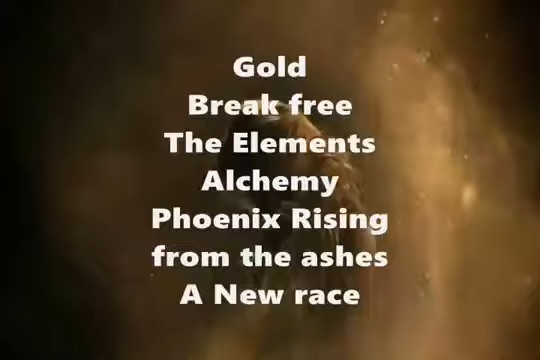 Gold
Break free
The Elements
Alchemy
Phoenix Rising
from the ashes
A New race